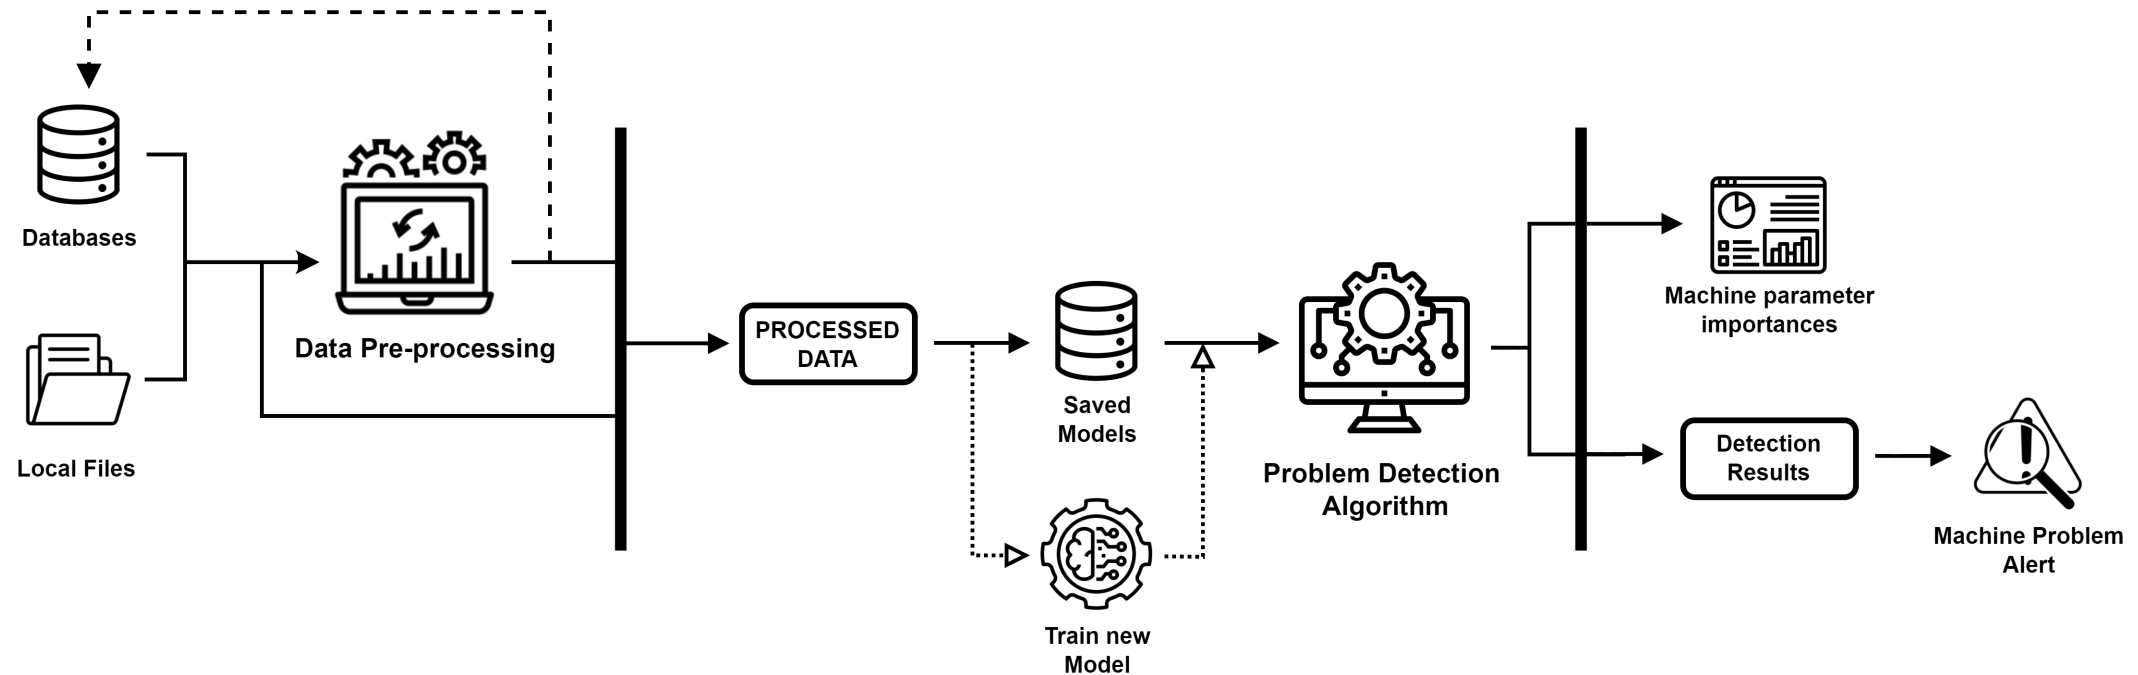 Databases
Local Files
Data Pre-processing
PROCESSED
DATA
Saved
Models
Train new
Model
Problem Detection
Algorithm
Machine parameter
importances
Detection
Results
Machine Problem
Alert